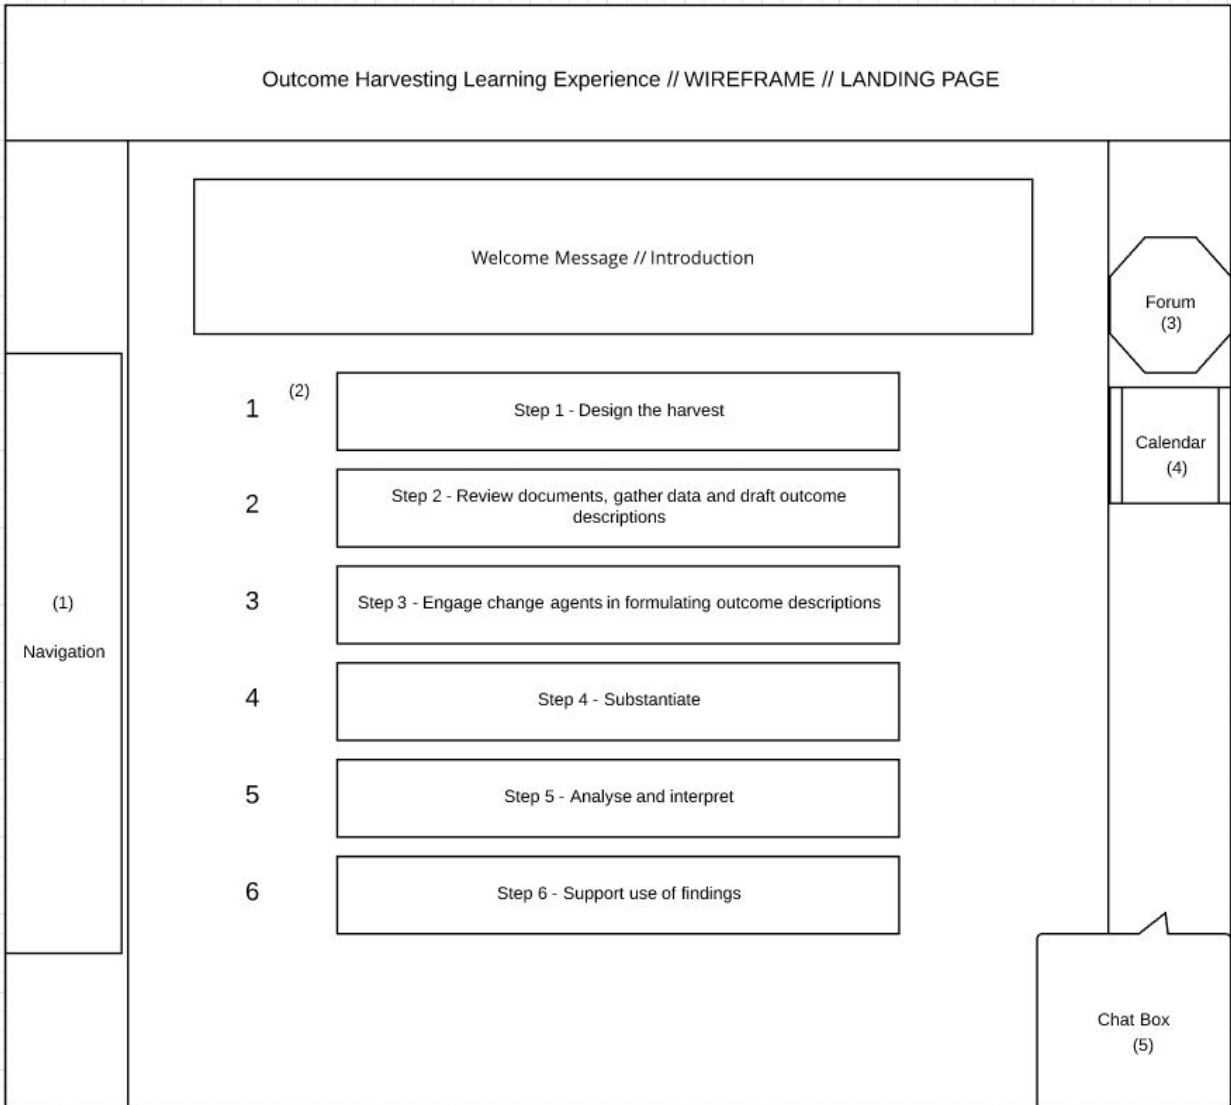 Outcome Harvesting Learning Experience // WIREFRAME // LANDING PAGE
Welcome Message // Introduction
(1)
Navigation
(2)
1
Step 1 - Design the harvest
2
Step 2 - Review documents, gather data and draft outcome
descriptions
3
Step 3 - Engage change agents in formulating outcome descriptions
4
Step 4 - Substantiate
5
Step 5 - Analyse and interpret
6
Step 6 - Support use of findings
Forum
(3)
Calendar
(4)
Chat Box
(5)